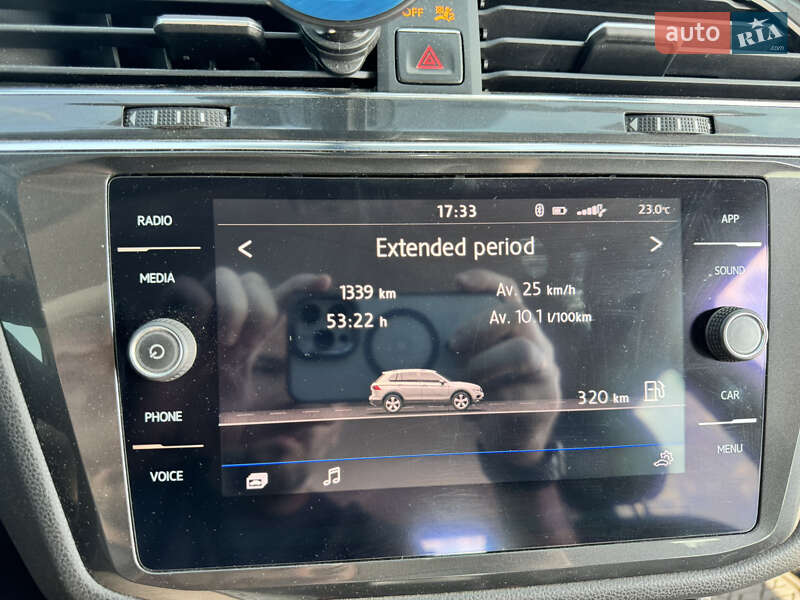 OFF
auto RIA
RADIO
MEDIA
PHONE
VOICE
17:33
23.0°C
Extended period
1339 km
Av. 25 km/h
53:22 h
Av. 10.1 l/100km
320 km
APP
SOUND
CAR
MENU